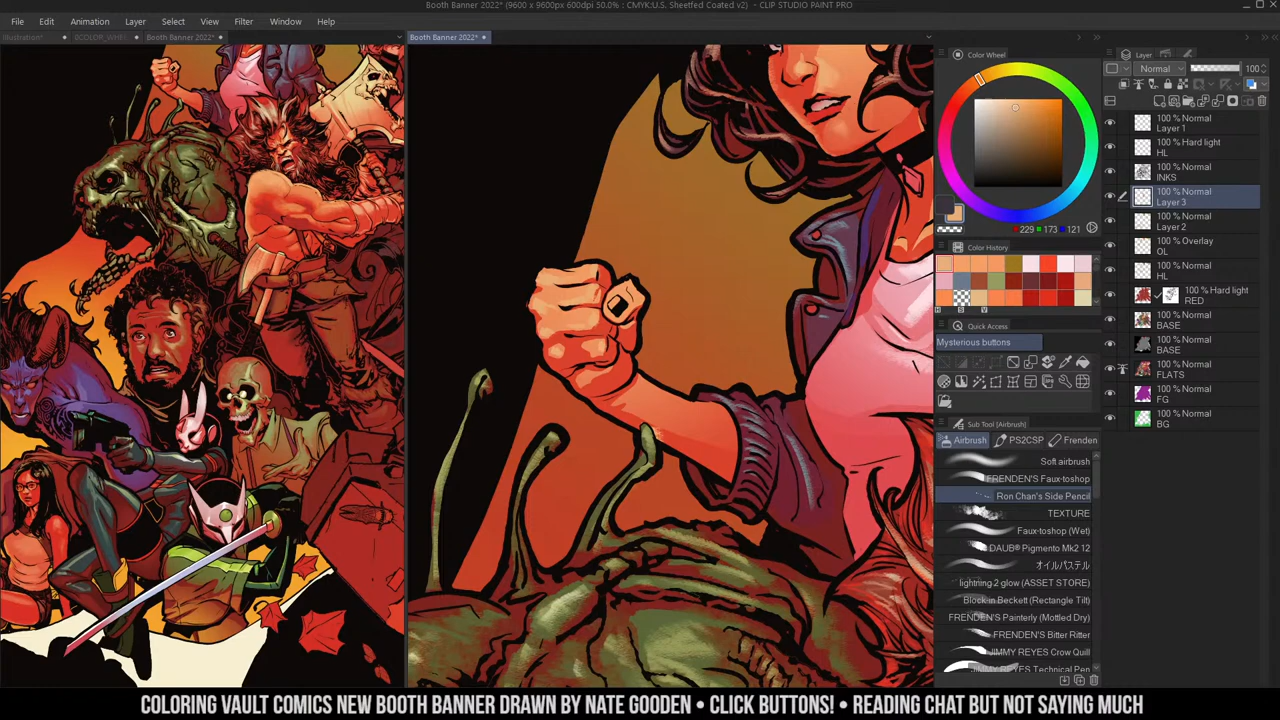 Booth Banner 2022* (9600 x 9600px 600dpi 50.0% : CMYK:U.S. Sheetfed Coated v2) - CLIP STUDIO PAINT PRO
File Edit Animation Layer Select View Filter Window Help
Illustration* Booth Banner 2022* Booth Banner 2022*
Color Wheel
229 173 121
Color History
H S V
Quick Access
Mysterious buttons
Sub Tool [Airbrush]
Airbrush PS2CSP Frenden
Soft airbrush
FRENDEN'S Faux-toshop
Ron Chan's Side Pencil
TEXTURE
Faux-toshop (Wet)
DAUB® Pigmento Mk2 12
オイルパステル
lightning 2 glow (ASSET STORE)
Block-in Beckett (Rectangle Tilt)
FRENDEN'S Painterly (Mottled Dry)
FRENDEN'S Bitter Ritter
JIMMY REYES Crow Quill
JIMMY REYES Technical Pen
Layer
Normal 100
100 % Normal
Layer 1
100 % Hard light
HL
100 % Normal
INKS
100 % Normal
Layer 3
100 % Normal
Layer 2
100 % Overlay
OL
100 % Normal
HL
100 % Hard light
RED
100 % Normal
BASE
100 % Normal
BASE
100 % Normal
FLATS
100 % Normal
FG
100 % Normal
BG
COLORING VAULT COMICS NEW BOOTH BANNER DRAWN BY NATE GOODEN • CLICK BUTTONS! • READING CHAT BUT NOT SAYING MUCH